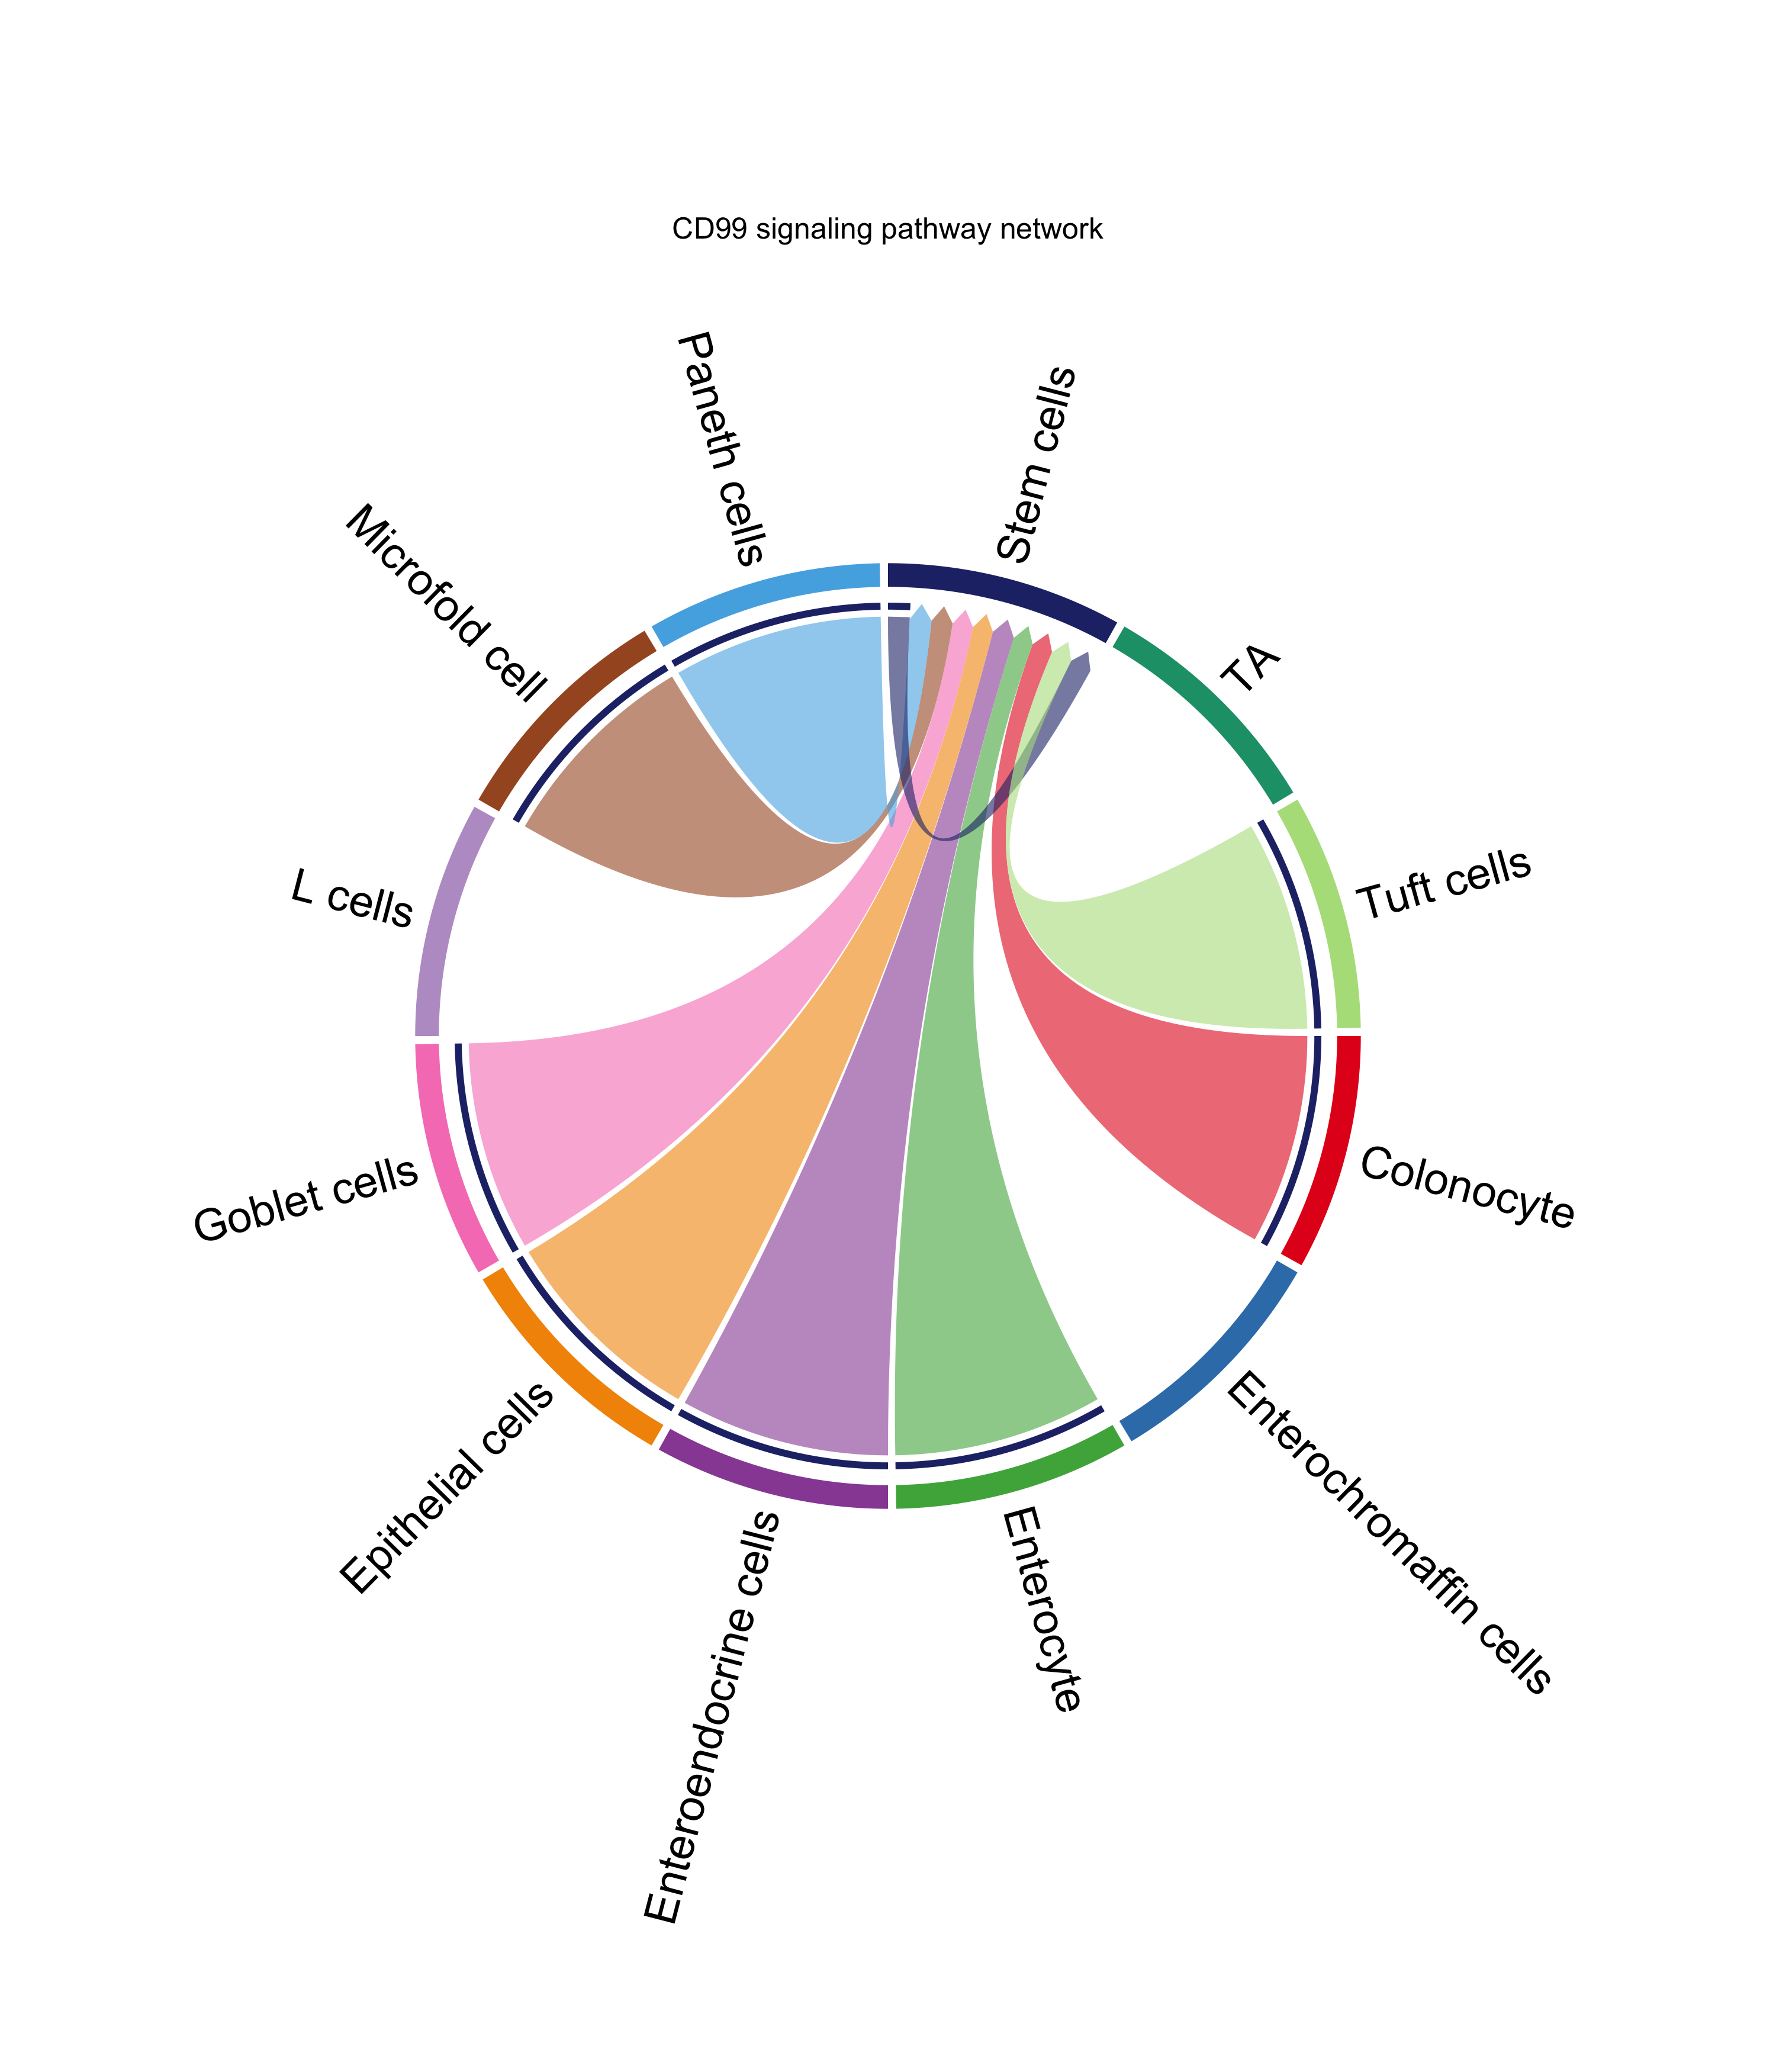 CD99 signaling pathway network
Paneth cells
Stem cells
Microfold cell
TA
L cells
Tuft cells
Goblet cells
Colonocyte
Epithelial cells
Enterochromaffin cells
Enteroendocrine cells
Enterocyte